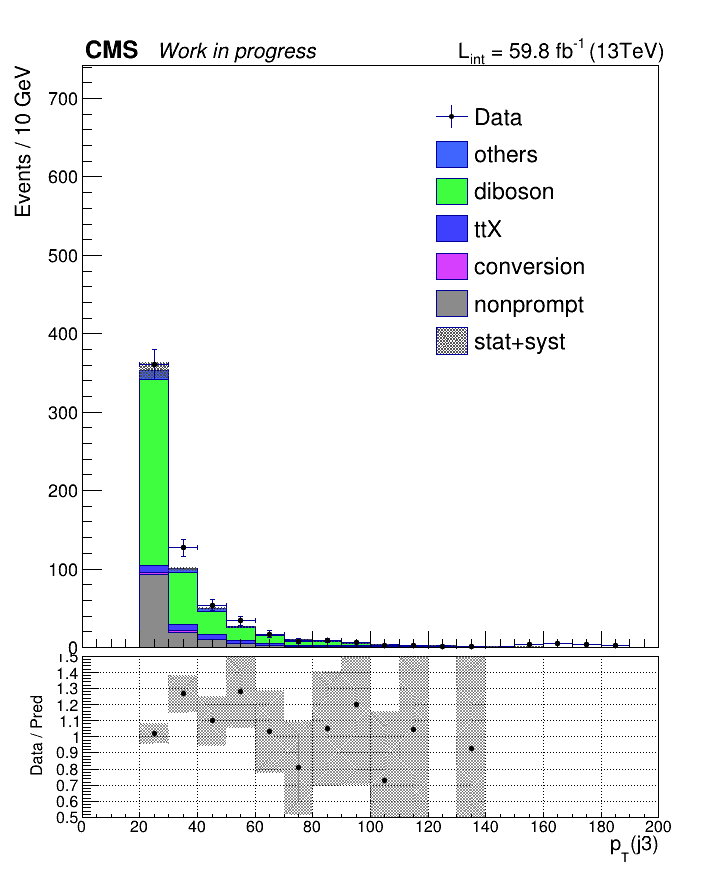 CMS Work in progress L_int = 59.8 fb^-1 (13TeV)
Events / 10 GeV
700
600
500
400
300
200
100
0
Data
others
diboson
ttX
conversion
nonprompt
stat+syst
Data / Pred
1.5
1.4
1.3
1.2
1.1
1
0.9
0.8
0.7
0.6
0.5
0 20 40 60 80 100 120 140 160 180 200
p_T(j3)